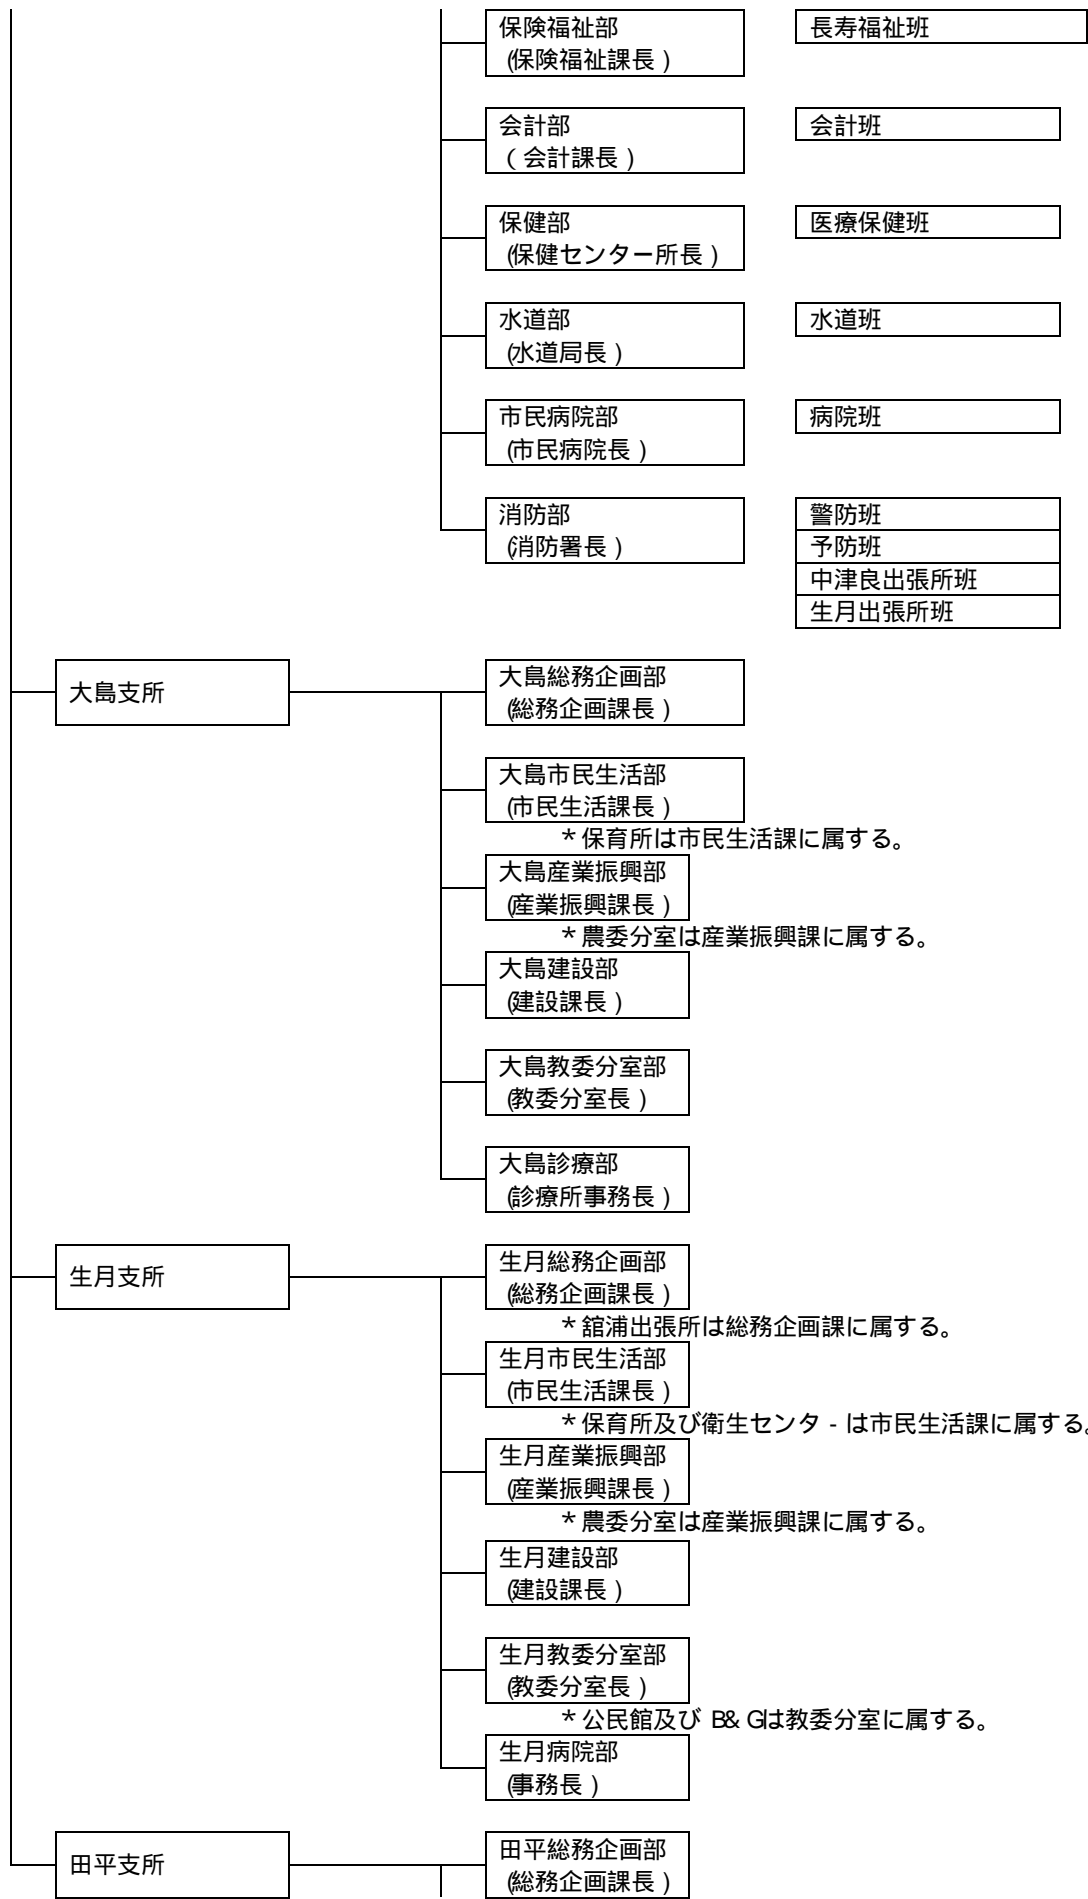 保険福祉部
(保険福祉課長)
長寿福祉班
会計部
(会計課長)
会計班
保健部
(保健センター所長)
医療保健班
水道部
(水道局長)
水道班
市民病院部
(市民病院長)
病院班
消防部
(消防署長)
警防班
予防班
中津良出張所班
生月出張所班
大島支所
大島総務企画部
(総務企画課長)
大島市民生活部
(市民生活課長)
*保育所は市民生活課に属する。
大島産業振興部
(産業振興課長)
*農委分室は産業振興課に属する。
大島建設部
(建設課長)
大島教委分室部
(教委分室長)
大島診療部
(診療所事務長)
生月支所
生月総務企画部
(総務企画課長)
*舘浦出張所は総務企画課に属する。
生月市民生活部
(市民生活課長)
*保育所及び衛生センタ-は市民生活課に属する。
生月産業振興部
(産業振興課長)
*農委分室は産業振興課に属する。
生月建設部
(建設課長)
生月教委分室部
(教委分室長)
*公民館及び B&Gは教委分室に属する。
生月病院部
(事務長)
田平支所
田平総務企画部
(総務企画課長)